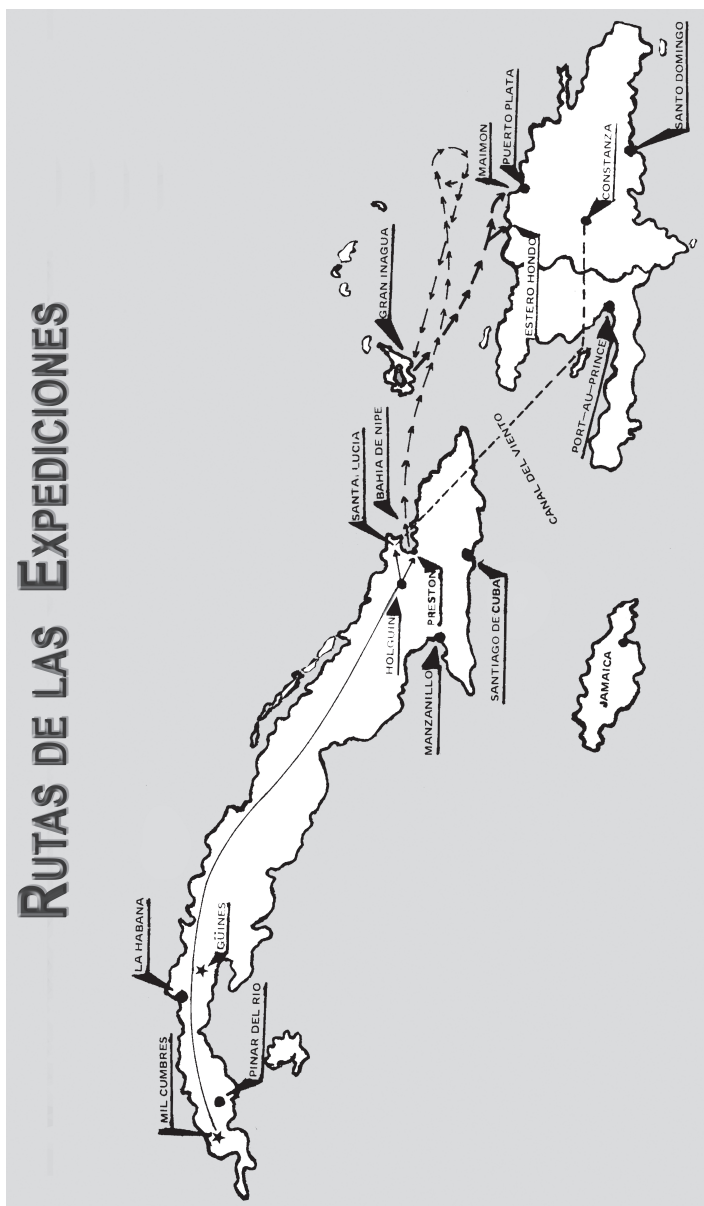 RUTAS DE LAS EXPEDICIONES
MIL CUMBRES
PINAR DEL RIO
LA HABANA
GÜINES
MANZANILLO
HOLGUIN
PRESTON
SANTIAGO DE CUBA
SANTA. LUCIA
BAHIA DE NIPE
JAMAICA
GRAN INAGUA
CANAL DEL VIENTO
PORT-AU-PRINCE
ESTERO HONDO
MAIMON
PUERTO PLATA
CONSTANZA
SANTO DOMINGO